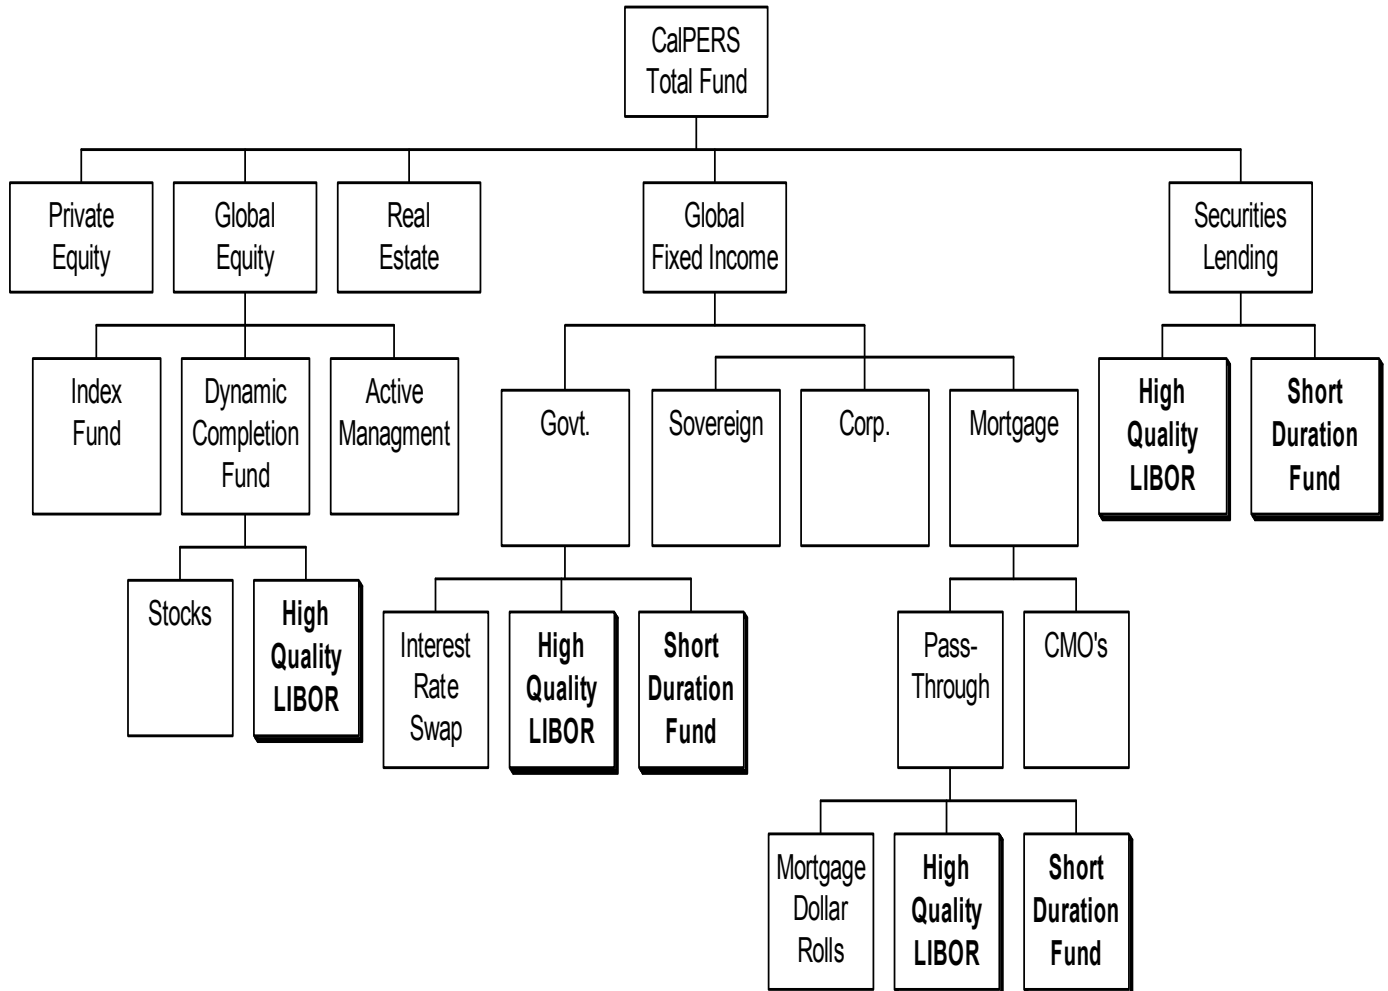 CalPERS
Total Fund
Private
Equity
Global
Equity
Real
Estate
Global
Fixed Income
Securities
Lending
Index
Fund
Dynamic
Completion
Fund
Active
Managment
Govt.
Sovereign
Corp.
Mortgage
High
Quality
LIBOR
Short
Duration
Fund
Stocks
High
Quality
LIBOR
Interest
Rate
Swap
High
Quality
LIBOR
Short
Duration
Fund
Pass-
Through
CMO's
Mortgage
Dollar
Rolls
High
Quality
LIBOR
Short
Duration
Fund